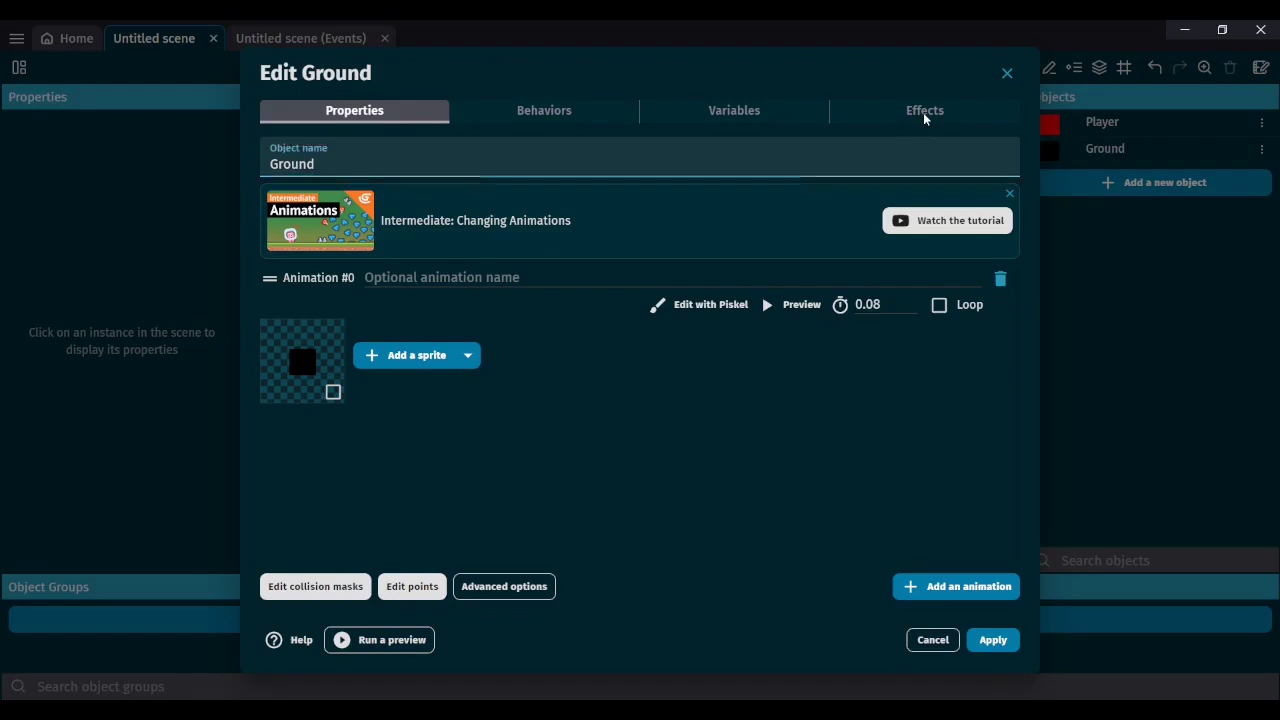 Home
Untitled scene
Untitled scene (Events)
Properties
Click on an instance in the scene to
display its properties
Object Groups
Search object groups
Edit Ground
Properties
Behaviors
Variables
Effects
Object name
Ground
Intermediate
Animations
Intermediate: Changing Animations
Watch the tutorial
Animation #0
Optional animation name
Edit with Piskel
Preview
0.08
Loop
Add a sprite
Edit collision masks
Edit points
Advanced options
Add an animation
Help
Run a preview
Cancel
Apply
bjects
Player
Ground
Add a new object
Search objects